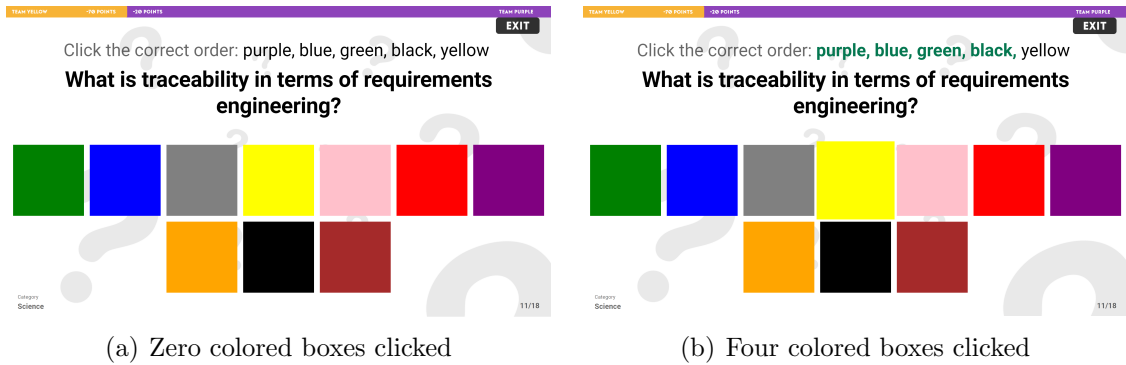 TEAM YELLOW -70 POINTS -20 POINTS TEAM PURPLE
EXIT
Click the correct order: purple, blue, green, black, yellow
What is traceability in terms of requirements
engineering?
Category
Science
11/18
(a) Zero colored boxes clicked
TEAM YELLOW -70 POINTS -20 POINTS TEAM PURPLE
EXIT
Click the correct order: purple, blue, green, black, yellow
What is traceability in terms of requirements
engineering?
Category
Science
11/18
(b) Four colored boxes clicked